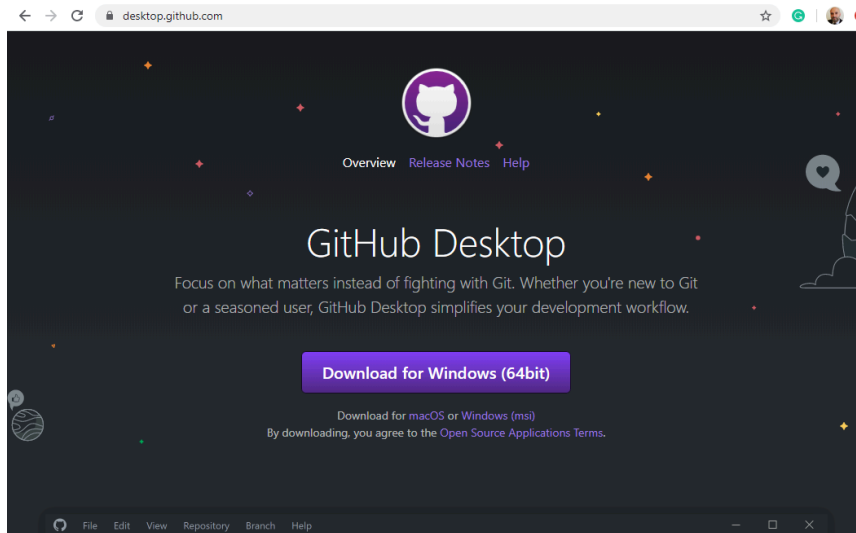 desktop.github.com
Overview Release Notes Help
GitHub Desktop
Focus on what matters instead of fighting with Git. Whether you're new to Git
or a seasoned user, GitHub Desktop simplifies your development workflow.
Download for Windows (64bit)
Download for macOS or Windows (msi)
By downloading, you agree to the Open Source Applications Terms.
File Edit View Repository Branch Help